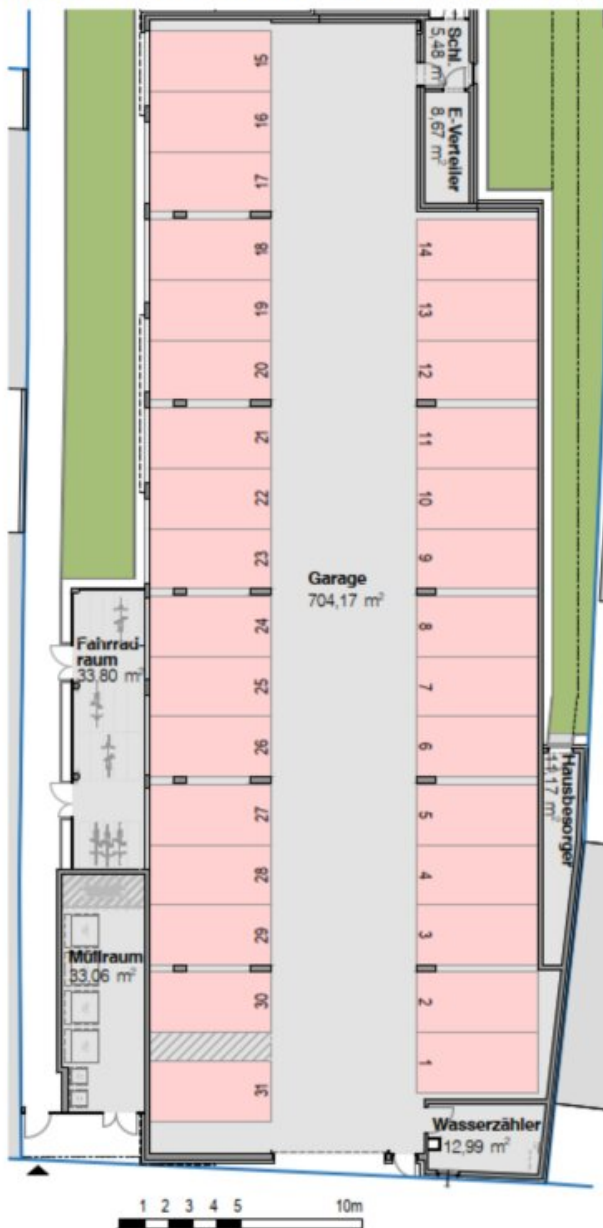 Schl.
5,48 m²
E-Verteiler
8,67 m²
15
16
17
18
19
20
21
22
23
24
25
26
27
28
29
30
31
14
13
12
11
10
9
8
7
6
5
4
3
2
1
Garage
704,17 m²
Fahrrad-
raum
33,80 m²
Hausbesorger
11,17 m²
Müllraum
33,06 m²
Wasserzähler
12,99 m²
1 2 3 4 5 10m